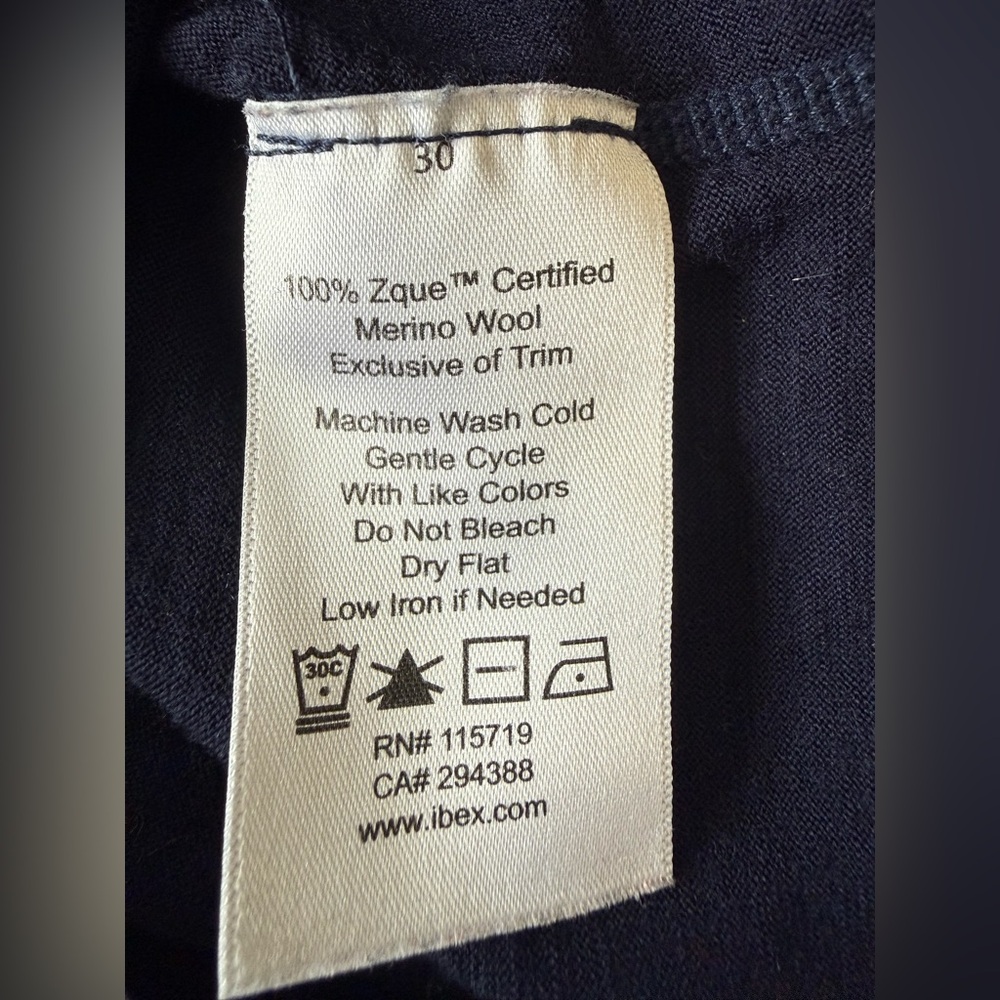 30
100% Zque™ Certified
Merino Wool
Exclusive of Trim
Machine Wash Cold
Gentle Cycle
With Like Colors
Do Not Bleach
Dry Flat
Low Iron if Needed
30C
RN# 115719
CA# 294388
www.ibex.com